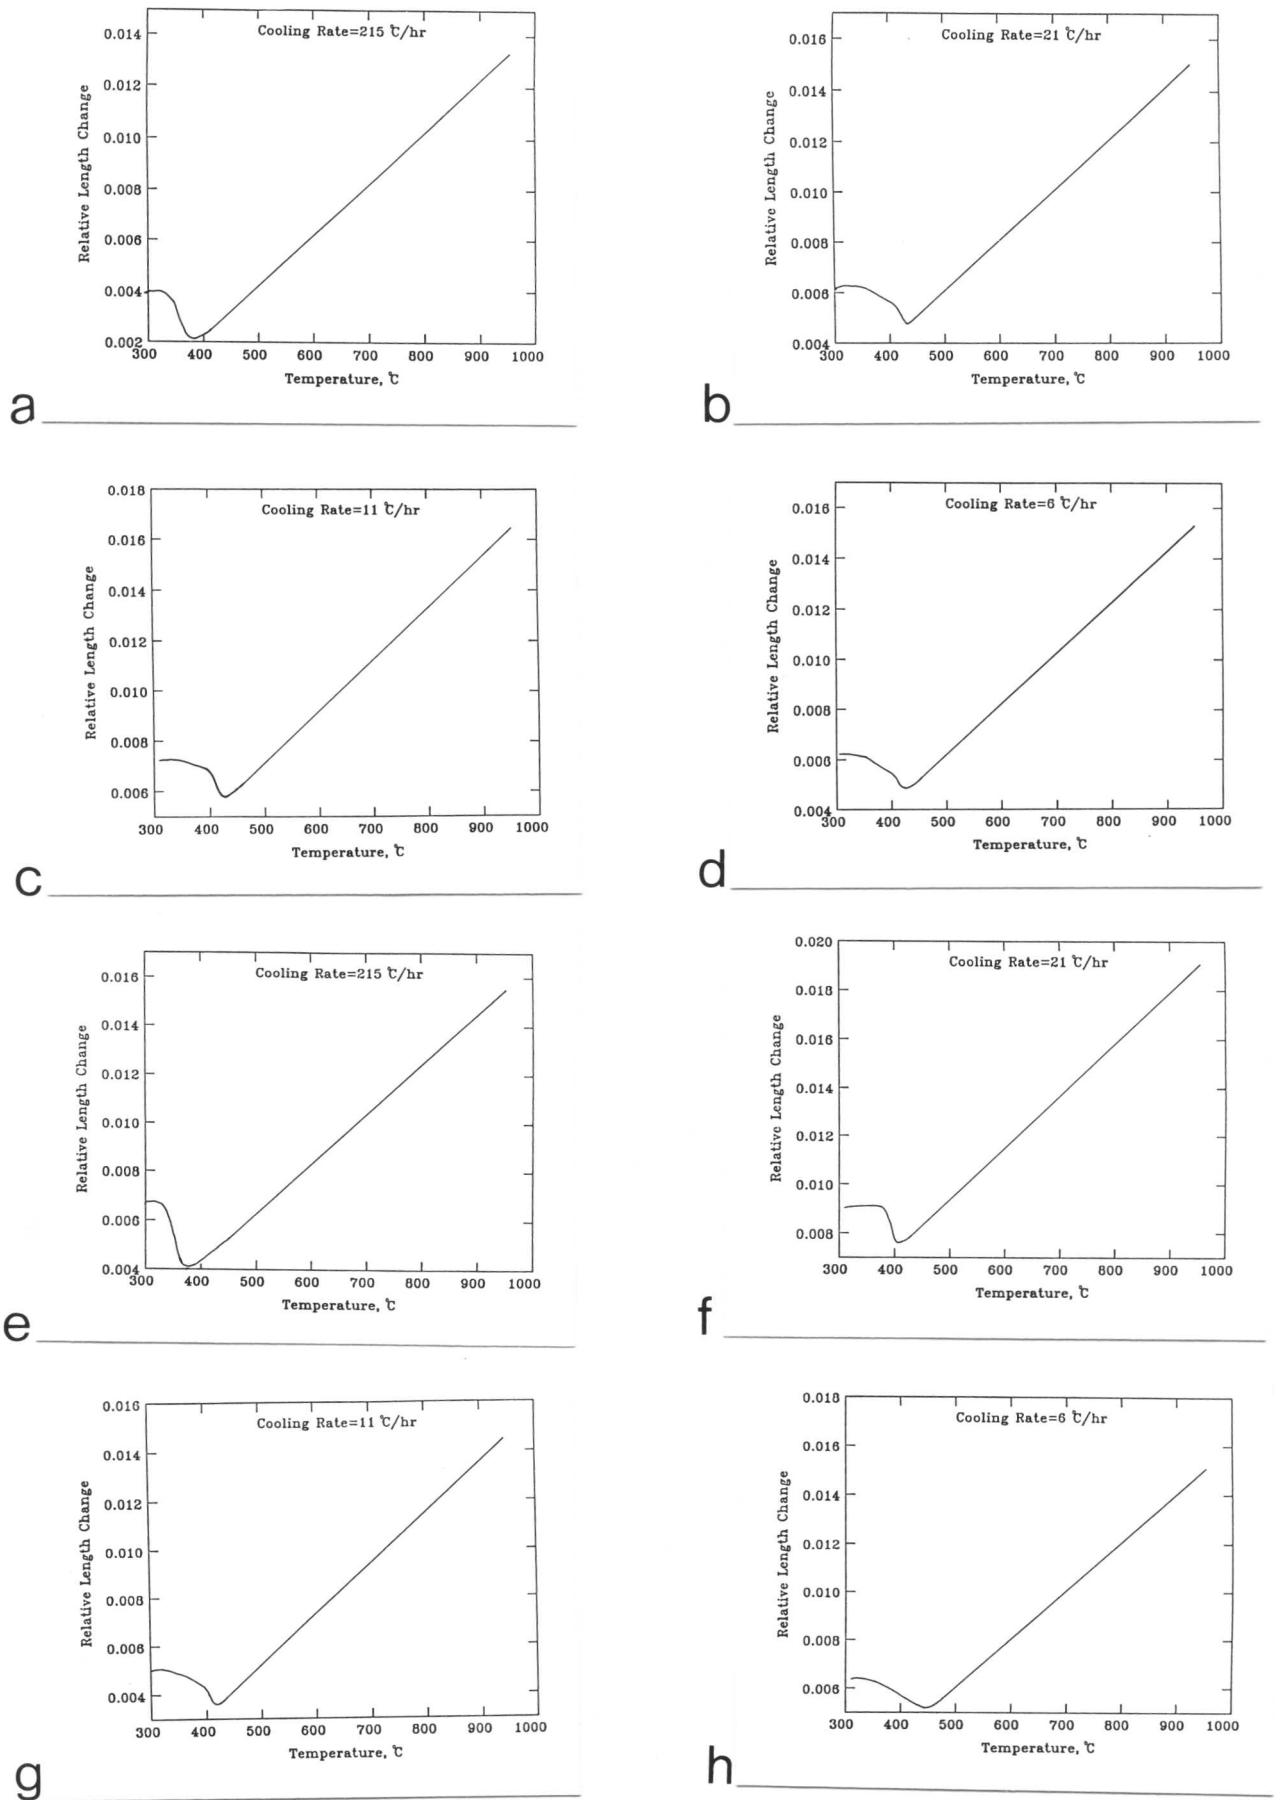 Cooling Rate=215 °C/hr
0.014
0.012
0.010
0.008
0.006
0.004
0.002
Relative Length Change
300 400 500 600 700 800 900 1000
Temperature, °C
a
Cooling Rate=21 °C/hr
0.016
0.014
0.012
0.010
0.008
0.006
0.004
Relative Length Change
300 400 500 600 700 800 900 1000
Temperature, °C
b
0.018
Cooling Rate=11 °C/hr
0.016
0.014
0.012
0.010
0.008
0.006
Relative Length Change
300 400 500 600 700 800 900 1000
Temperature, °C
c
Cooling Rate=6 °C/hr
0.016
0.014
0.012
0.010
0.008
0.006
0.004
Relative Length Change
300 400 500 600 700 800 900 1000
Temperature, °C
d
Cooling Rate=215 °C/hr
0.016
0.014
0.012
0.010
0.008
0.006
0.004
Relative Length Change
300 400 500 600 700 800 900 1000
Temperature, °C
e
0.020
Cooling Rate=21 °C/hr
0.018
0.016
0.014
0.012
0.010
0.008
Relative Length Change
300 400 500 600 700 800 900 1000
Temperature, °C
f
0.016
Cooling Rate=11 °C/hr
0.014
0.012
0.010
0.008
0.006
0.004
Relative Length Change
300 400 500 600 700 800 900 1000
Temperature, °C
g
0.018
Cooling Rate=6 °C/hr
0.016
0.014
0.012
0.010
0.008
0.006
Relative Length Change
300 400 500 600 700 800 900 1000
Temperature, °C
h